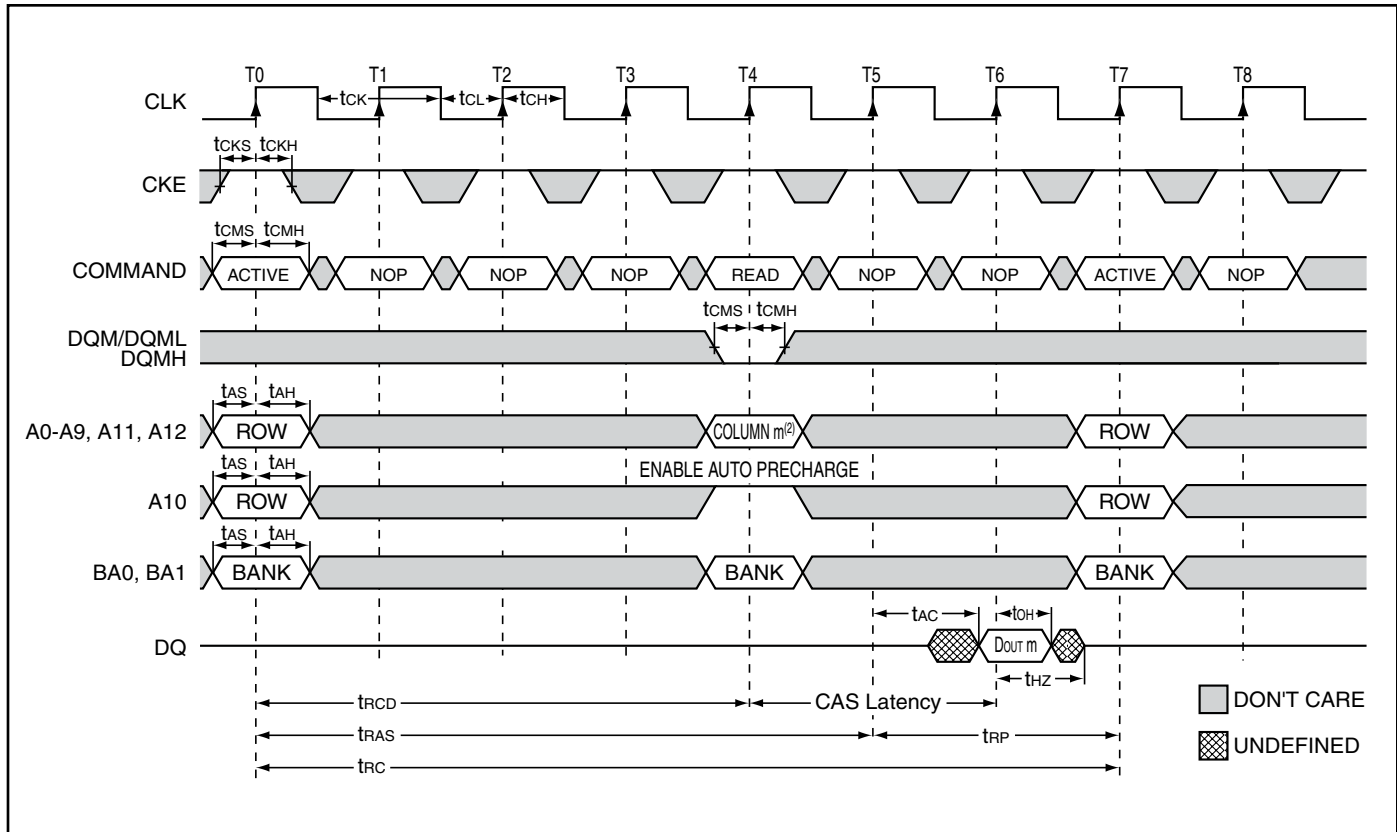 T0 T1 T2 T3 T4 T5 T6 T7 T8
CLK tCK tCL tCH
tCKS tCKH
CKE
tCMS tCMH
COMMAND ACTIVE NOP NOP NOP READ NOP NOP ACTIVE NOP
tCMS tCMH
DQM/DQML
DQMH
tAS tAH
A0-A9, A11, A12 ROW COLUMN m(2) ROW
tAS tAH ENABLE AUTO PRECHARGE
A10 ROW ROW
tAS tAH
BA0, BA1 BANK BANK BANK
tAC tOH
DQ DOUT m
tHZ
tRCD CAS Latency DON'T CARE
tRAS tRP UNDEFINED
tRC